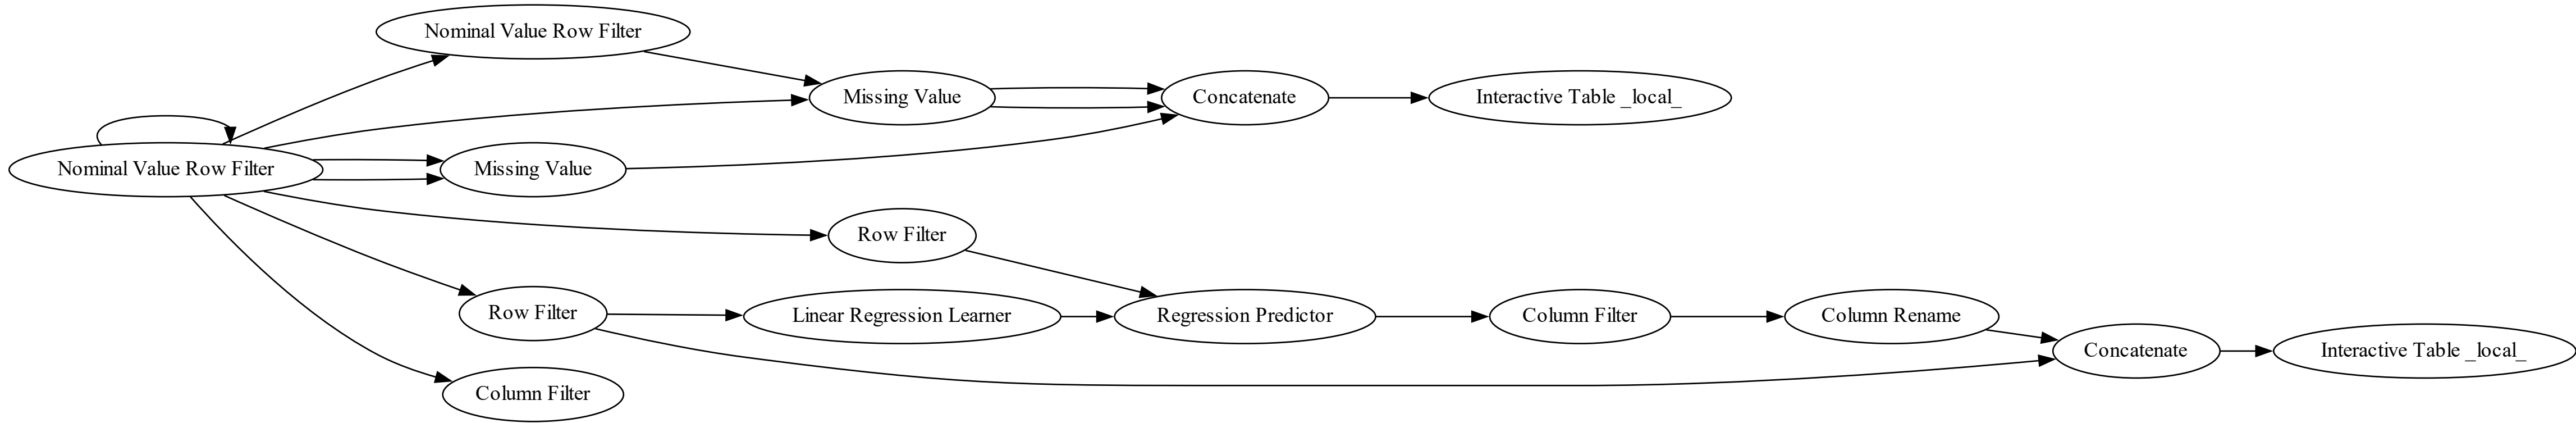 Nominal Value Row Filter
Missing Value
Concatenate
Interactive Table _local_
Nominal Value Row Filter
Missing Value
Row Filter
Row Filter
Linear Regression Learner
Regression Predictor
Column Filter
Column Rename
Concatenate
Interactive Table _local_
Column Filter